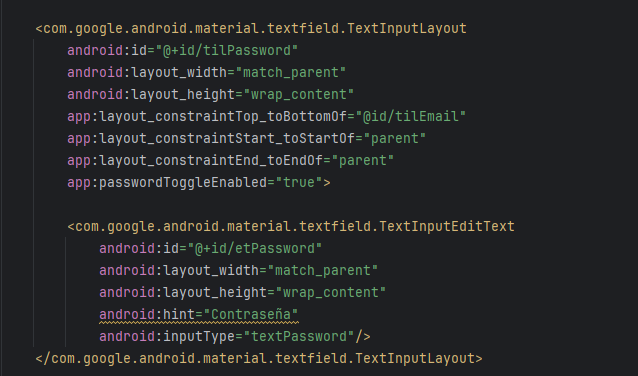 <com.google.android.material.textfield.TextInputLayout
android:id="@+id/tilPassword"
android:layout_width="match_parent"
android:layout_height="wrap_content"
app:layout_constraintTop_toBottomOf="@id/tilEmail"
app:layout_constraintStart_toStartOf="parent"
app:layout_constraintEnd_toEndOf="parent"
app:passwordToggleEnabled="true">
<com.google.android.material.textfield.TextInputEditText
android:id="@+id/etPassword"
android:layout_width="match_parent"
android:layout_height="wrap_content"
android:hint="Contraseña"
android:inputType="textPassword"/>
</com.google.android.material.textfield.TextInputLayout>